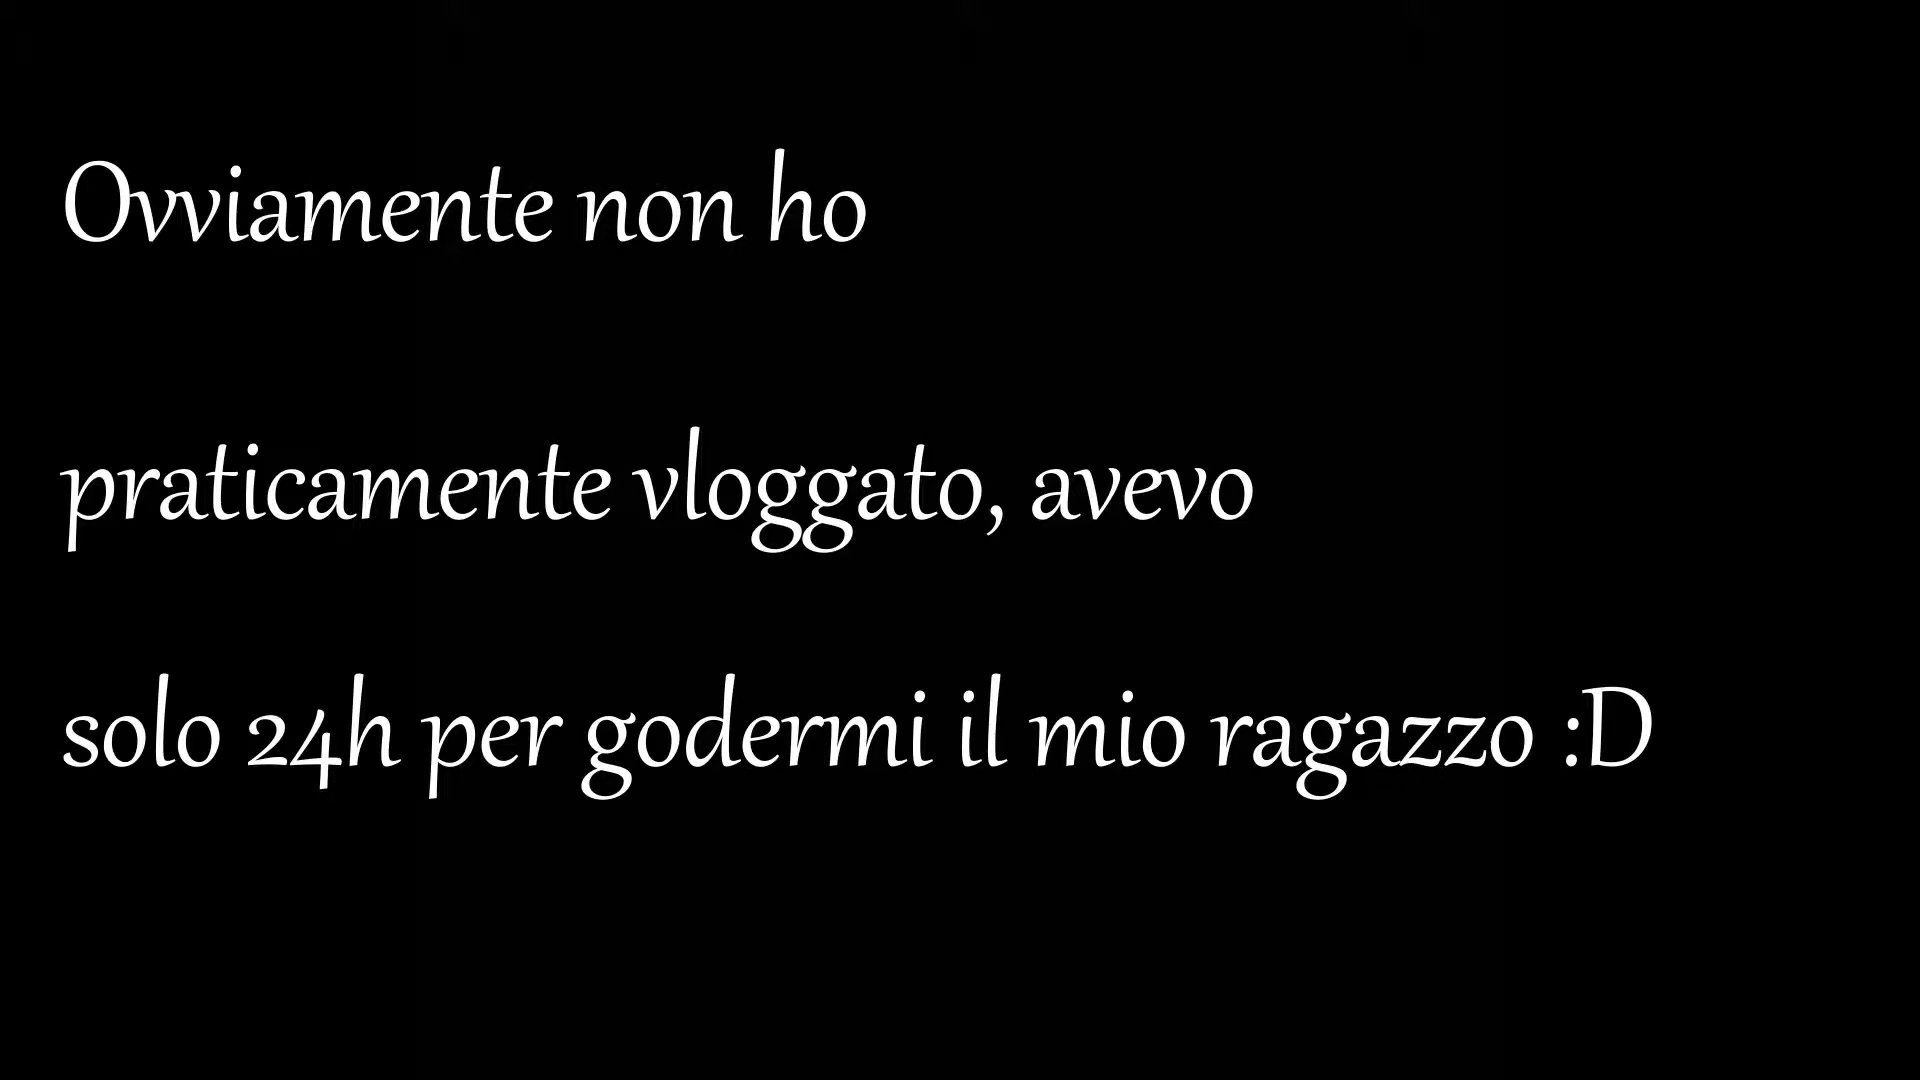 Ovviamente non ho
praticamente vloggato, avevo
solo 24h per godermi il mio ragazzo :D